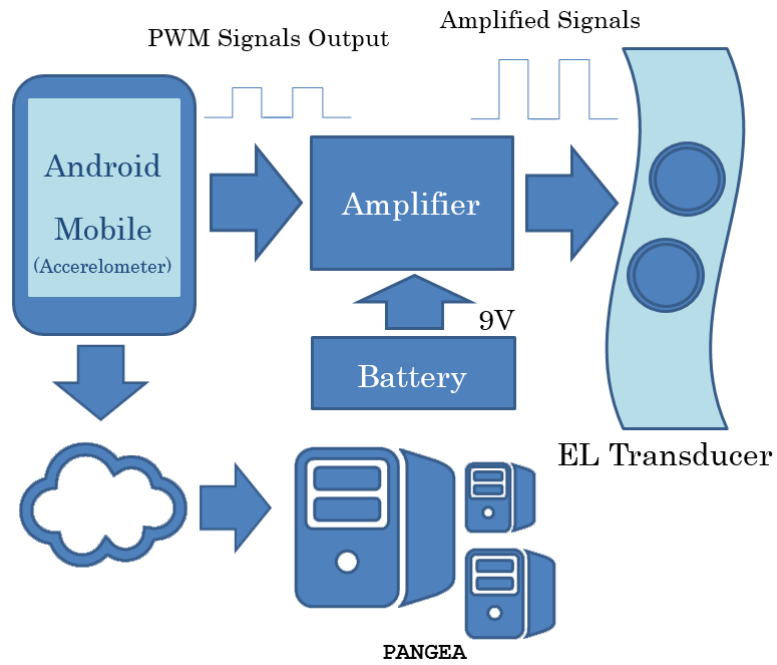 PWM Signals Output
Amplified Signals
Android
Mobile
(Accerelometer)
Amplifier
9V
Battery
EL Transducer
PANGEA